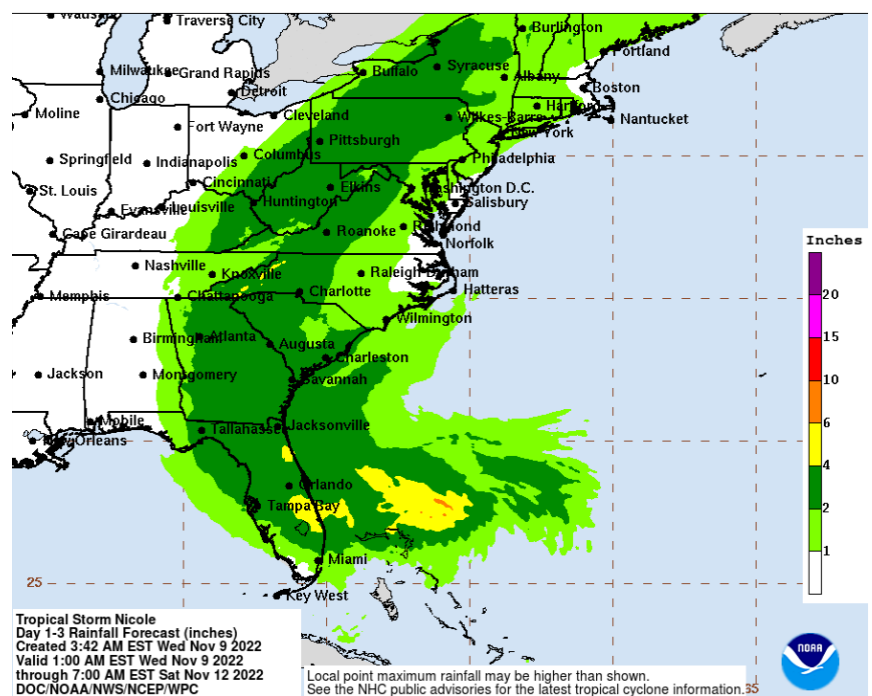 Wausau
Traverse City
Burlington
Portland
Milwaukee
Grand Rapids
Buffalo
Syracuse
Albany
Boston
Chicago
Detroit
Moline
Cleveland
Wilkes-Barre
Hartford
Nantucket
Fort Wayne
New York
Pittsburgh
Springfield
Indianapolis
Columbus
Philadelphia
St. Louis
Cincinnati
Elkins
Washington D.C.
Evansville
Louisville
Huntington
Salisbury
Cape Girardeau
Roanoke
Richmond
Norfolk
Nashville
Knoxville
Raleigh Durham
Memphis
Chattanooga
Charlotte
Hatteras
Wilmington
Birmingham
Atlanta
Augusta
Charleston
Jackson
Montgomery
Savannah
Mobile
Tallahassee
Jacksonville
New Orleans
Orlando
Tampa Bay
Miami
25
Key West
Inches
20
15
10
6
4
2
1
Tropical Storm Nicole
Day 1-3 Rainfall Forecast (inches)
Created 3:42 AM EST Wed Nov 9 2022
Valid 1:00 AM EST Wed Nov 9 2022
through 7:00 AM EST Sat Nov 12 2022
DOC/NOAA/NWS/NCEP/WPC
Local point maximum rainfall may be higher than shown.
See the NHC public advisories for the latest tropical cyclone information.
NOAA